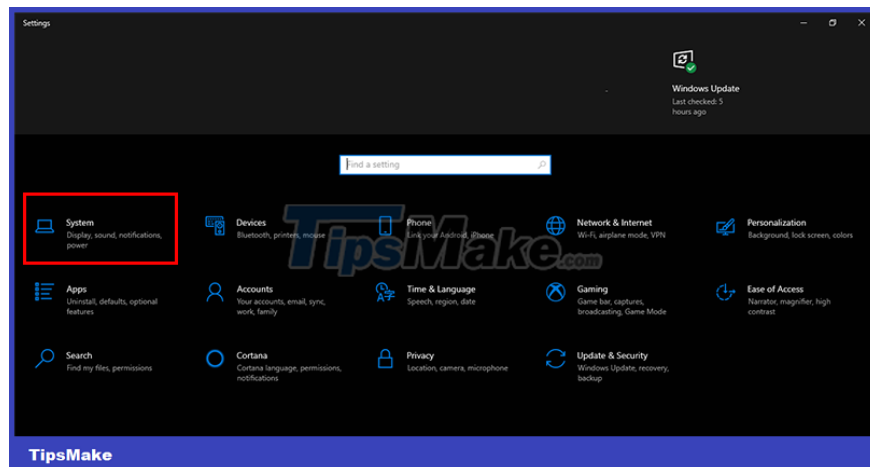 Settings
Windows Update
Last checked: 5
hours ago
Find a setting
System
Display, sound, notifications,
power
Devices
Bluetooth, printers, mouse
Phone
Link your Android, iPhone
Network & Internet
Wi-Fi, airplane mode, VPN
Personalization
Background, lock screen, colors
TipsMake.com
Apps
Uninstall, defaults, optional
features
Accounts
Your accounts, email, sync,
work, family
Time & Language
Speech, region, date
Gaming
Game bar, captures,
broadcasting, Game Mode
Ease of Access
Narrator, magnifier, high
contrast
Search
Find my files, permissions
Cortana
Cortana language, permissions,
notifications
Privacy
Location, camera, microphone
Update & Security
Windows Update, recovery,
backup
TipsMake